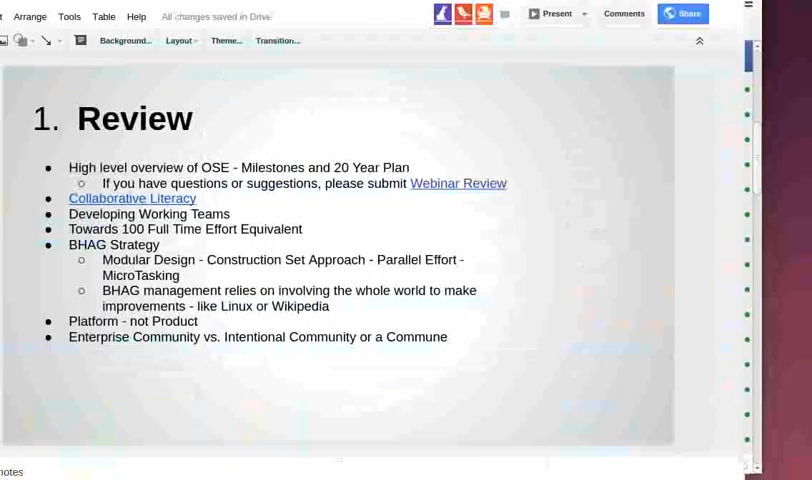 Arrange Tools Table Help All changes saved in Drive
Present Comments Share
Background... Layout Theme... Transition...
1. Review
● High level overview of OSE - Milestones and 20 Year Plan
○ If you have questions or suggestions, please submit Webinar Review
● Collaborative Literacy
● Developing Working Teams
● Towards 100 Full Time Effort Equivalent
● BHAG Strategy
○ Modular Design - Construction Set Approach - Parallel Effort -
MicroTasking
○ BHAG management relies on involving the whole world to make
improvements - like Linux or Wikipedia
● Platform - not Product
● Enterprise Community vs. Intentional Community or a Commune
notes